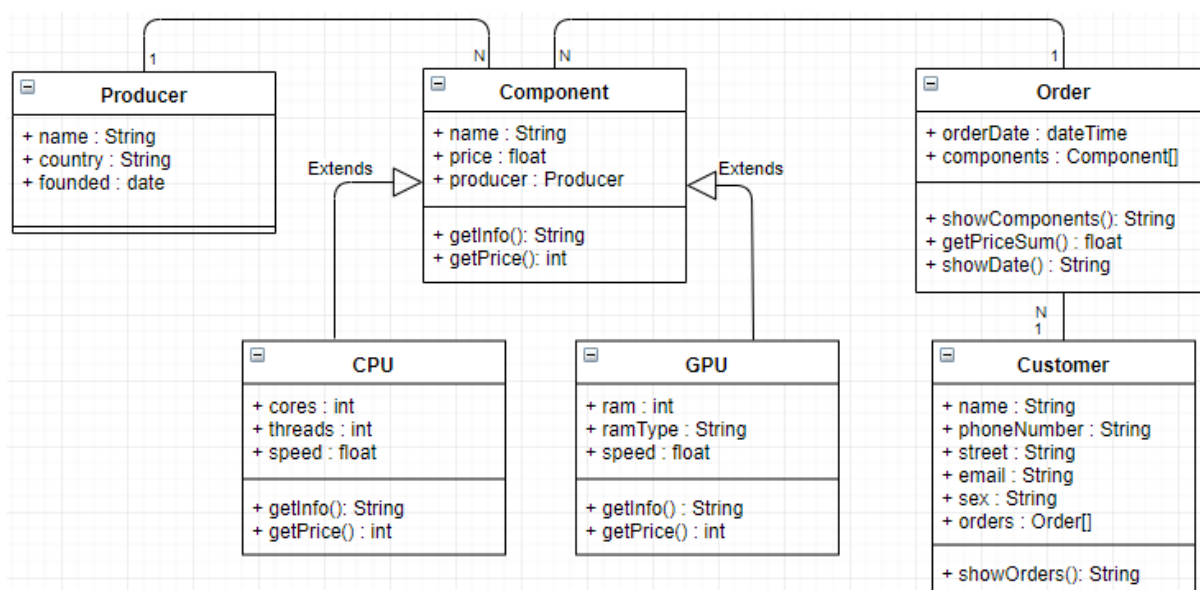 1
N
N
1
Producer
+ name : String
+ country : String
+ founded : date
Component
+ name : String
+ price : float
+ producer : Producer
+ getInfo(): String
+ getPrice(): int
Order
+ orderDate : dateTime
+ components : Component[]
+ showComponents(): String
+ getPriceSum() : float
+ showDate() : String
Extends
Extends
N
1
CPU
+ cores : int
+ threads : int
+ speed : float
+ getInfo(): String
+ getPrice() : int
GPU
+ ram : int
+ ramType : String
+ speed : float
+ getInfo() : String
+ getPrice() : int
Customer
+ name : String
+ phoneNumber : String
+ street : String
+ email : String
+ sex : String
+ orders : Order[]
+ showOrders(): String